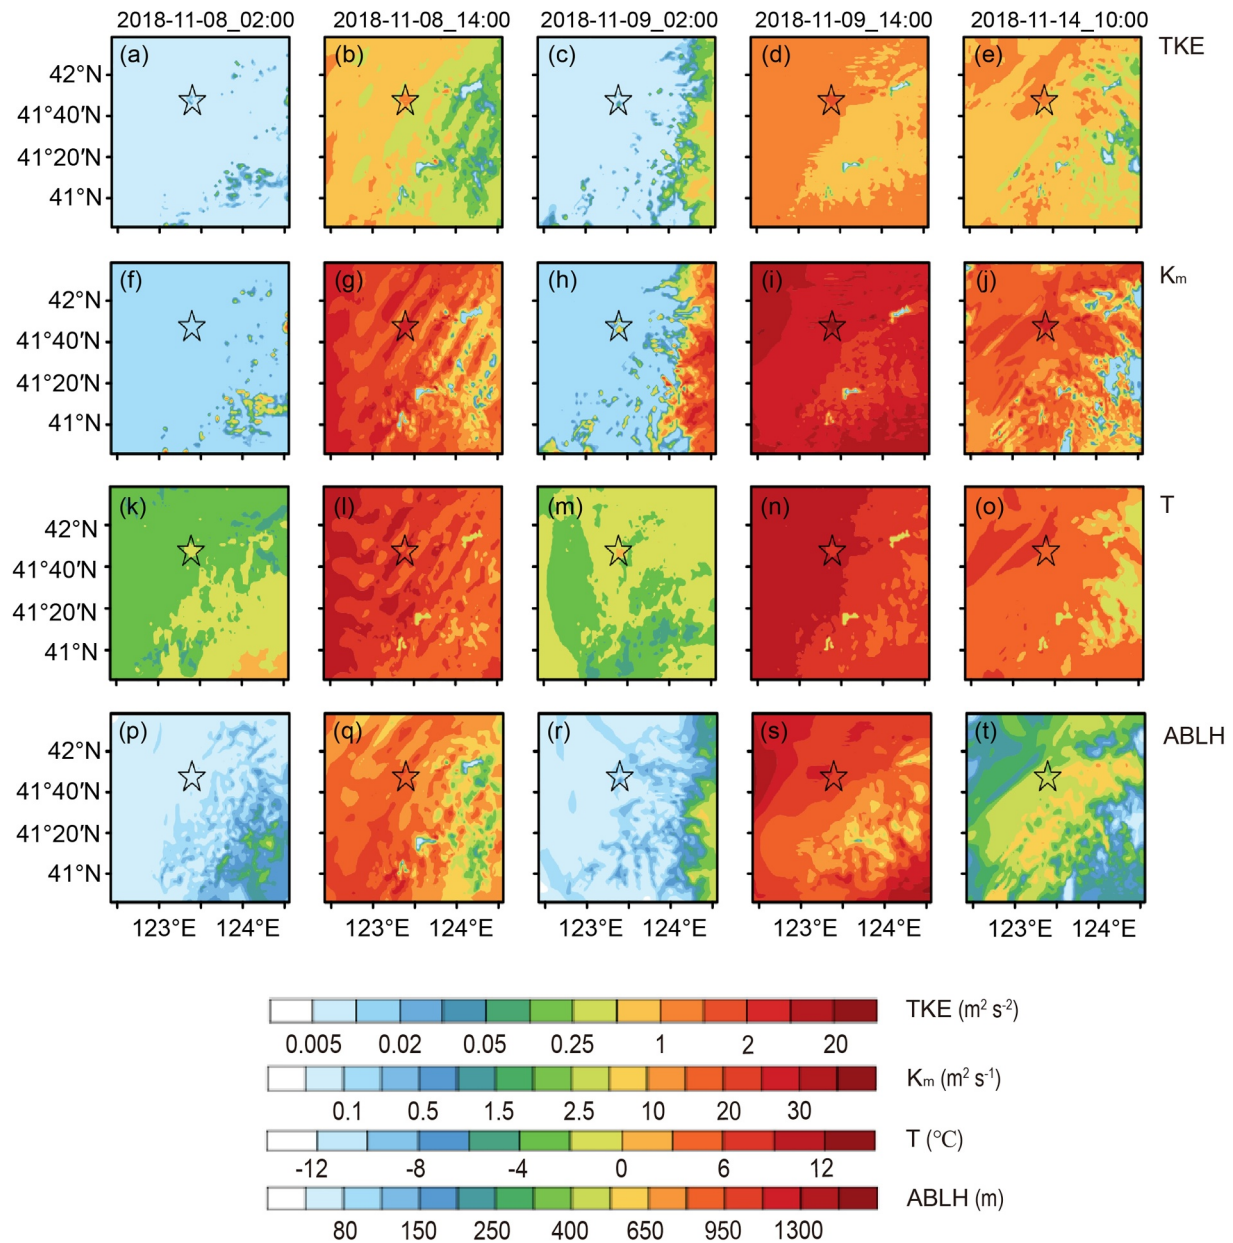 2018-11-08_02:00 2018-11-08_14:00 2018-11-09_02:00 2018-11-09_14:00 2018-11-14_10:00
(a) (b) (c) (d) (e) TKE
42°N
41°40′N
41°20′N
41°N
(f) (g) (h) (i) (j) Km
42°N
41°40′N
41°20′N
41°N
(k) (l) (m) (n) (o) T
42°N
41°40′N
41°20′N
41°N
(p) (q) (r) (s) (t) ABLH
42°N
41°40′N
41°20′N
41°N
123°E 124°E 123°E 124°E 123°E 124°E 123°E 124°E 123°E 124°E
TKE (m² s⁻²)
0.005 0.02 0.05 0.25 1 2 20
Km (m² s⁻¹)
0.1 0.5 1.5 2.5 10 20 30
T (℃)
-12 -8 -4 0 6 12
ABLH (m)
80 150 250 400 650 950 1300